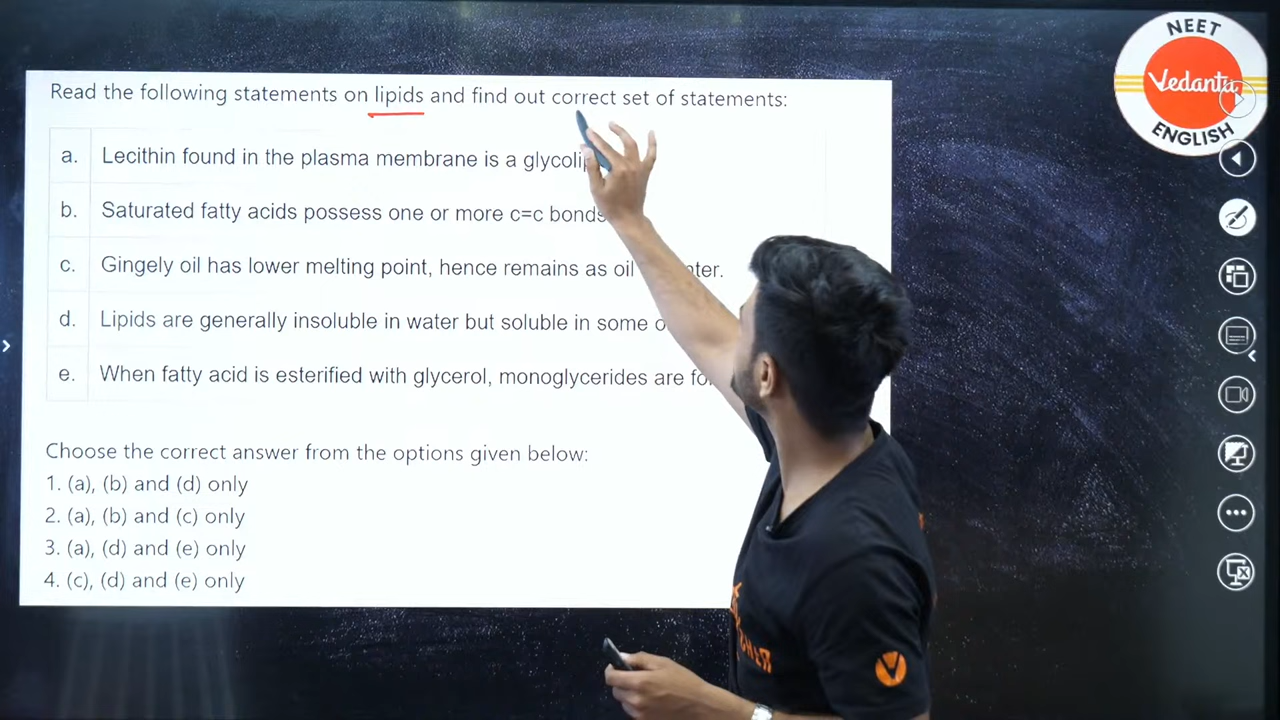 NEET
Vedantu
ENGLISH
Read the following statements on lipids and find out correct set of statements:
a. Lecithin found in the plasma membrane is a
b. Saturated fatty acids possess one or more c=c bonds
c. Gingely oil has lower melting point, hence remains as oil
d. Lipids are generally insoluble in water but soluble in some
e. When fatty acid is esterified with glycerol, monoglycerides are
Choose the correct answer from the options given below:
1. (a), (b) and (d) only
2. (a), (b) and (c) only
3. (a), (d) and (e) only
4. (c), (d) and (e) only